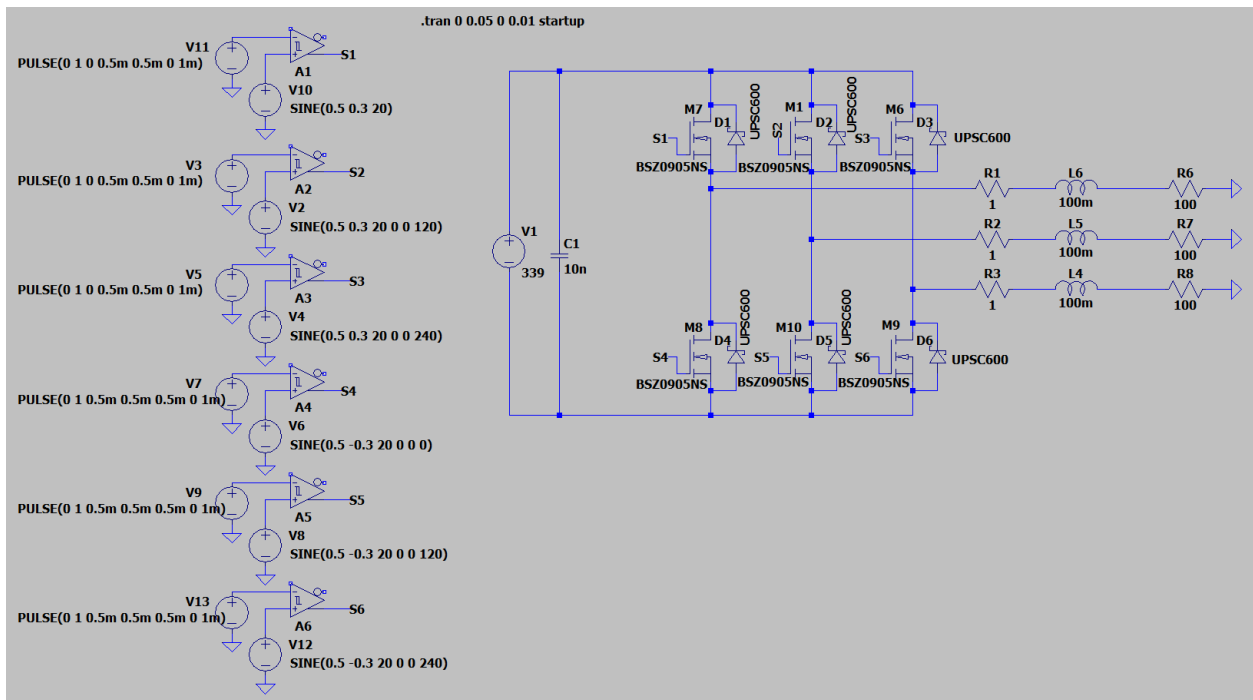 .tran 0 0.05 0 0.01 startup
V11
PULSE(0 1 0 0.5m 0.5m 0 1m)
A1
S1
V10
SINE(0.5 0.3 20)
V3
PULSE(0 1 0 0.5m 0.5m 0 1m)
A2
S2
V2
SINE(0.5 0.3 20 0 0 120)
V5
PULSE(0 1 0 0.5m 0.5m 0 1m)
A3
S3
V4
SINE(0.5 0.3 20 0 0 240)
V7
PULSE(0 1 0.5m 0.5m 0.5m 0 1m)
A4
S4
V6
SINE(0.5 -0.3 20 0 0 0)
V9
PULSE(0 1 0.5m 0.5m 0.5m 0 1m)
A5
S5
V8
SINE(0.5 -0.3 20 0 0 120)
V13
PULSE(0 1 0.5m 0.5m 0.5m 0 1m)
A6
S6
V12
SINE(0.5 -0.3 20 0 0 240)
V1
339
C1
10n
M7
S1
BSZ0905NS
D1
UPSC600
M1
S2
BSZ0905NS
D2
UPSC600
M6
S3
BSZ0905NS
D3
UPSC600
R1
1
L6
100m
R6
100
R2
1
L5
100m
R7
100
R3
1
L4
100m
R8
100
M8
S4
BSZ0905NS
D4
UPSC600
M10
S5
BSZ0905NS
D5
UPSC600
M9
S6
BSZ0905NS
D6
UPSC600